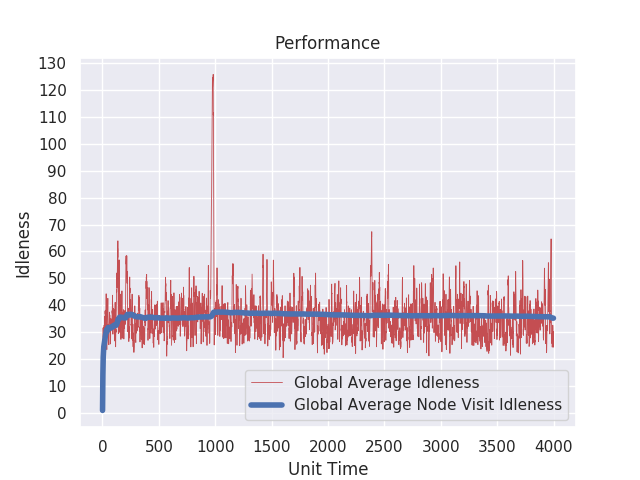 Performance
130
120
110
100
90
80
70
60
50
40
30
20
10
0
Idleness
Global Average Idleness
Global Average Node Visit Idleness
0 500 1000 1500 2000 2500 3000 3500 4000
Unit Time